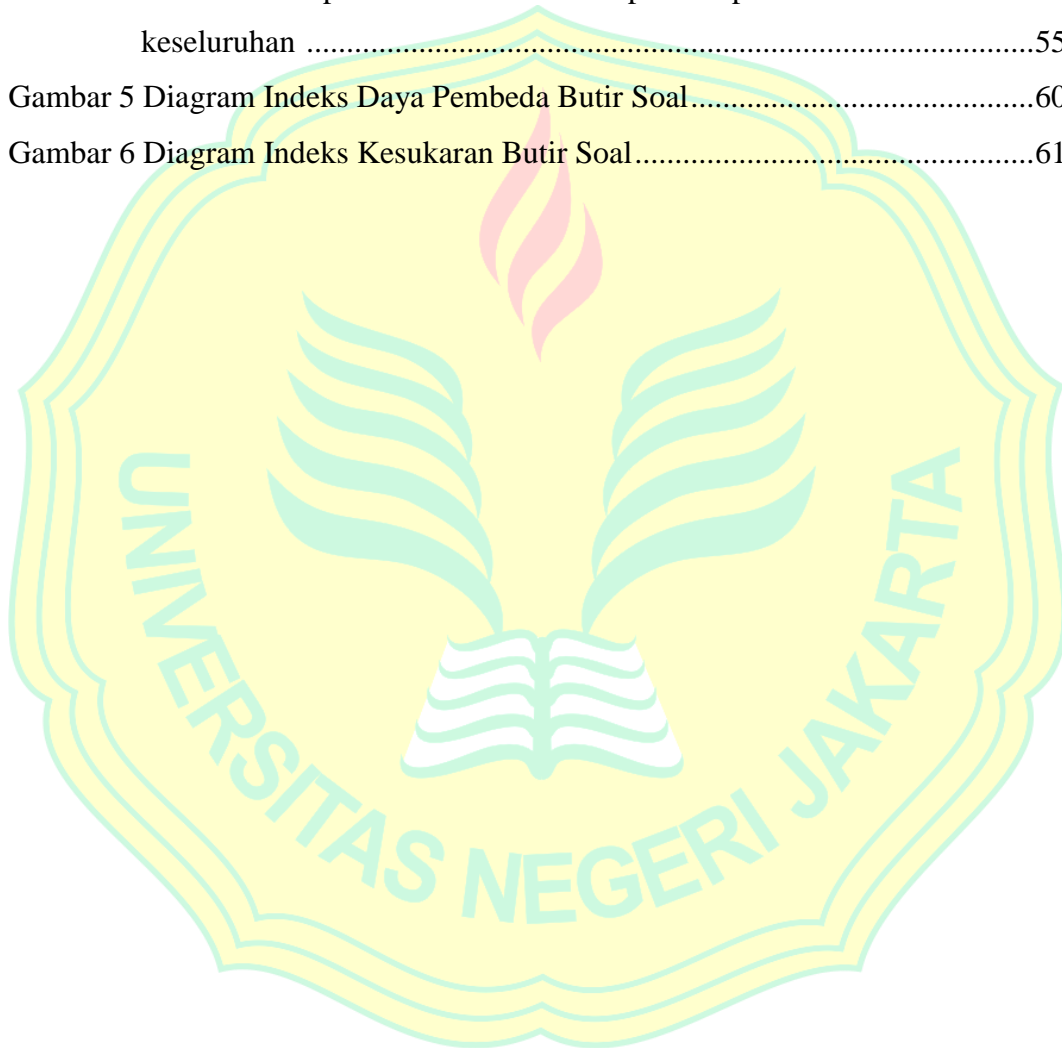 keseluruhan ............................................................................................55
Gambar 5 Diagram Indeks Daya Pembeda Butir Soal...........................................60
Gambar 6 Diagram Indeks Kesukaran Butir Soal..................................................61
UNIVERSITAS NEGERI JAKARTA